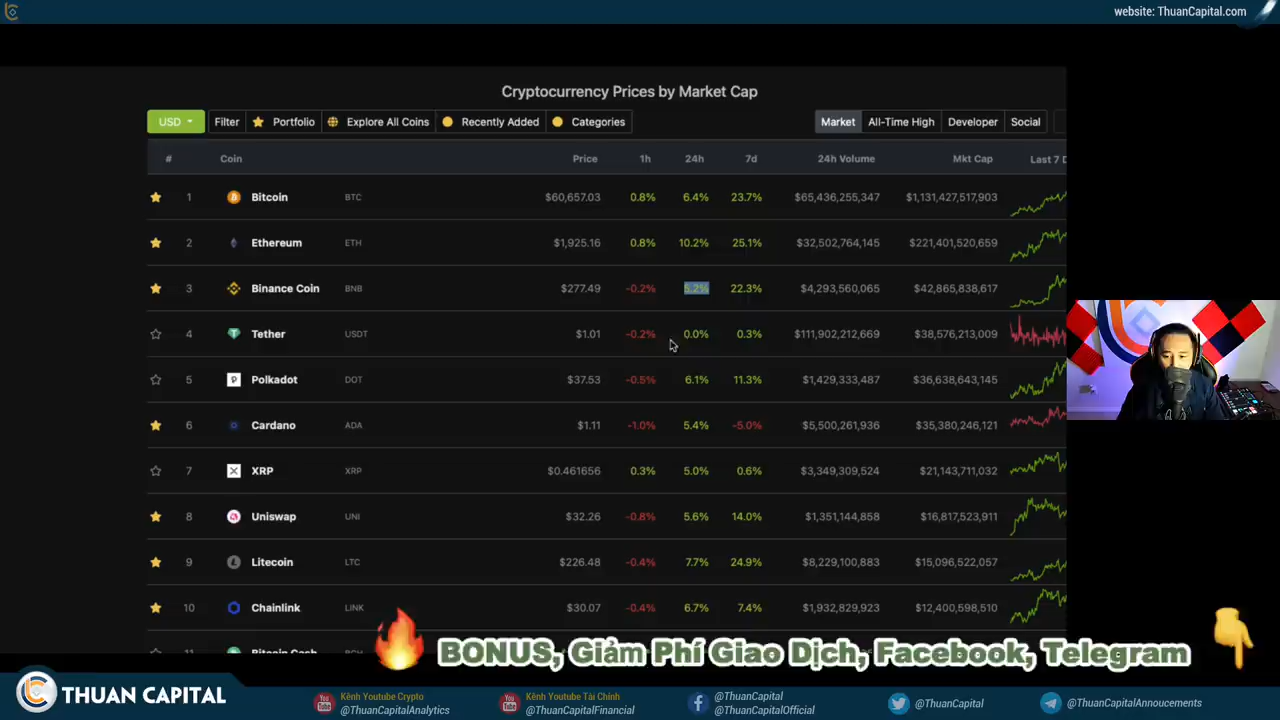 website: ThuanCapital.com
Cryptocurrency Prices by Market Cap
USD Filter Portfolio Explore All Coins Recently Added Categories Market All-Time High Developer Social
# Coin Price 1h 24h 7d 24h Volume Mkt Cap Last 7
1 Bitcoin BTC $60,657.03 0.8% 6.4% 23.7% $65,436,255,347 $1,131,427,517,903
2 Ethereum ETH $1,925.16 0.8% 10.2% 25.1% $32,502,764,145 $221,401,520,659
3 Binance Coin BNB $277.49 -0.2% 5.2% 22.3% $4,293,560,065 $42,865,838,617
4 Tether USDT $1.01 -0.2% 0.0% 0.3% $111,902,212,669 $38,576,213,009
5 Polkadot DOT $37.53 -0.5% 6.1% 11.3% $1,429,333,487 $36,638,643,145
6 Cardano ADA $1.11 -1.0% 5.4% -5.0% $5,500,261,936 $35,380,246,121
7 XRP XRP $0.461656 0.3% 5.0% 0.6% $3,349,309,524 $21,143,711,032
8 Uniswap UNI $32.26 -0.8% 5.6% 14.0% $1,351,144,858 $16,817,523,911
9 Litecoin LTC $226.48 -0.4% 7.7% 24.9% $8,229,100,883 $15,096,522,057
10 Chainlink LINK $30.07 -0.4% 6.7% 7.4% $1,932,829,923 $12,400,598,510
11 Bitcoin Cash
BONUS, Giảm Phí Giao Dịch, Facebook, Telegram
THUAN CAPITAL
Kênh Youtube Crypto
@ThuanCapitalAnalytics
Kênh Youtube Tài Chính
@ThuanCapitalFinancial
@ThuanCapital
@ThuanCapitalOfficial
@ThuanCapital
@ThuanCapitalAnnoucements